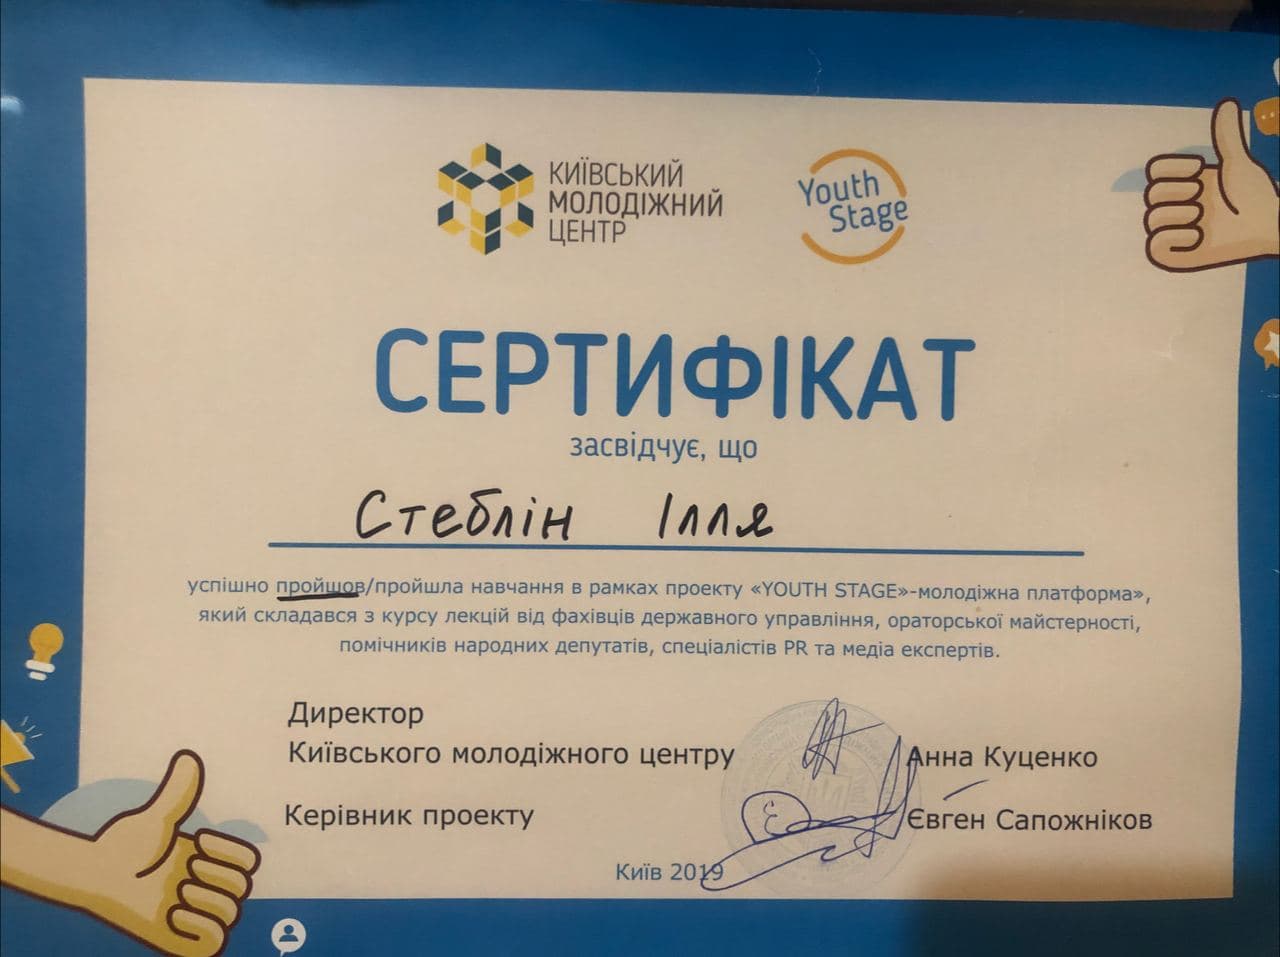 КИЇВСЬКИЙ
МОЛОДІЖНИЙ
ЦЕНТР
Youth
Stage
СЕРТИФІКАТ
засвідчує, що
Стеблін Ілля
успішно пройшов/пройшла навчання в рамках проекту «YOUTH STAGE»-молодіжна платформа»,
який складався з курсу лекцій від фахівців державного управління, ораторської майстерності,
помічників народних депутатів, спеціалістів PR та медіа експертів.
Директор
Київського молодіжного центру Анна Куценко
Керівник проекту Євген Сапожніков
Київ 2019